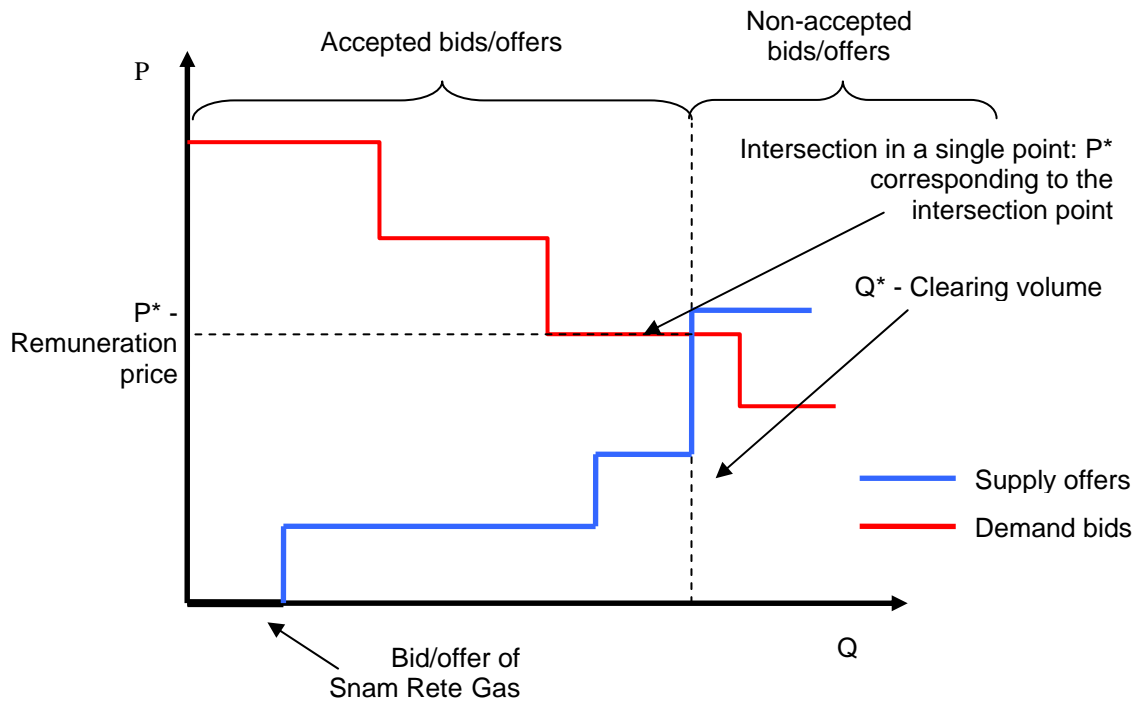 Accepted bids/offers
Non-accepted
bids/offers
P
Intersection in a single point: P*
corresponding to the
intersection point
Q* - Clearing volume
P* -
Remuneration
price
Supply offers
Demand bids
Q
Bid/offer of
Snam Rete Gas